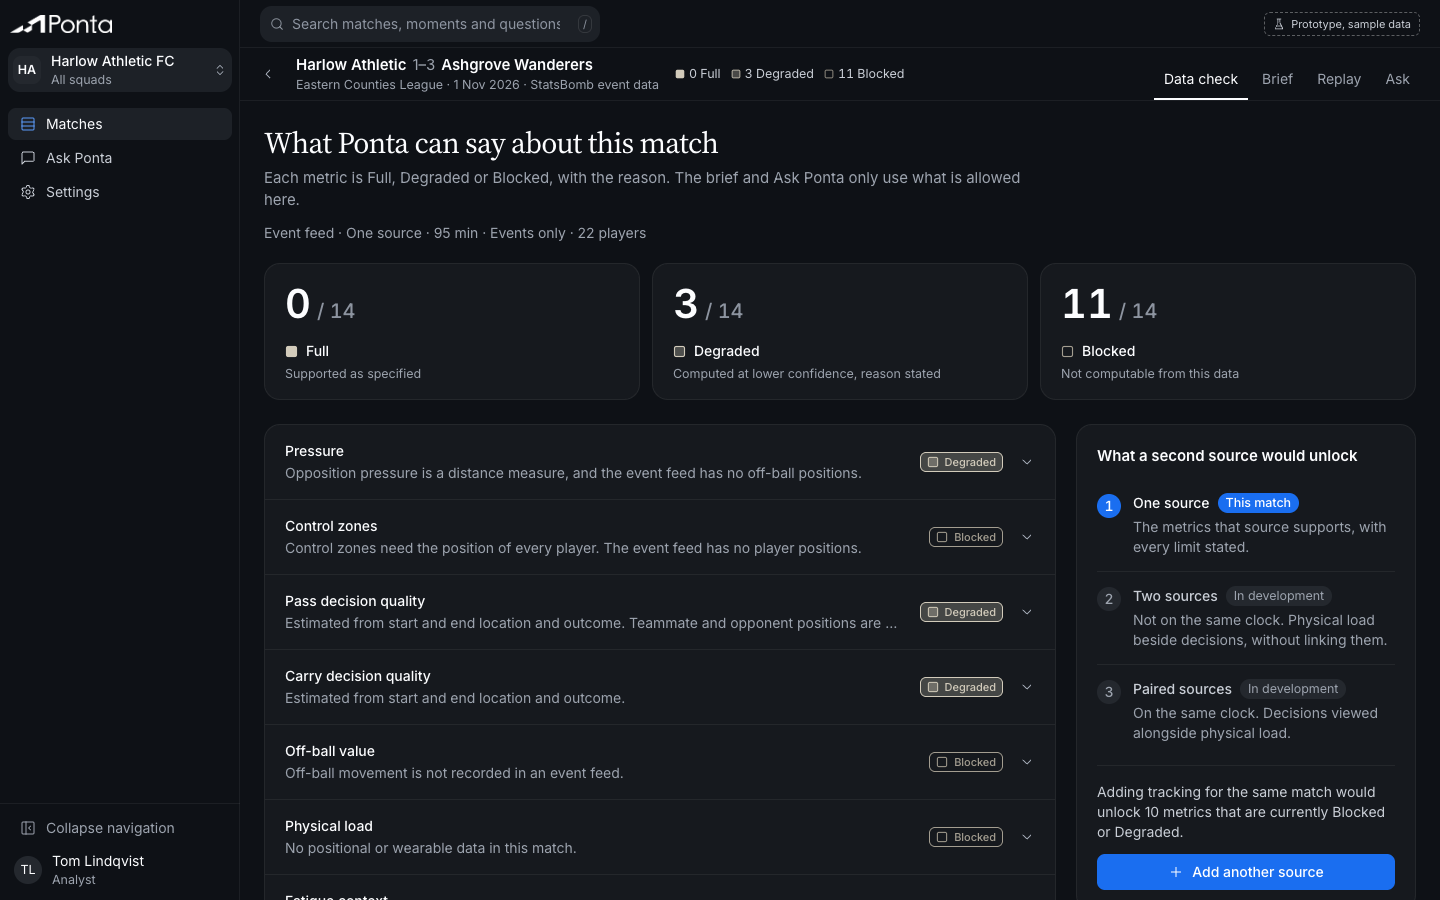 Ponta
Search matches, moments and questions
/
Prototype, sample data
HA
Harlow Athletic FC
All squads
Matches
Ask Ponta
Settings
Harlow Athletic 1–3 Ashgrove Wanderers
Eastern Counties League · 1 Nov 2026 · StatsBomb event data
0 Full
3 Degraded
11 Blocked
Data check
Brief
Replay
Ask
What Ponta can say about this match
Each metric is Full, Degraded or Blocked, with the reason. The brief and Ask Ponta only use what is allowed
here.
Event feed · One source · 95 min · Events only · 22 players
0 / 14
Full
Supported as specified
3 / 14
Degraded
Computed at lower confidence, reason stated
11 / 14
Blocked
Not computable from this data
Pressure
Opposition pressure is a distance measure, and the event feed has no off-ball positions.
Degraded
Control zones
Control zones need the position of every player. The event feed has no player positions.
Blocked
Pass decision quality
Estimated from start and end location and outcome. Teammate and opponent positions are ...
Degraded
Carry decision quality
Estimated from start and end location and outcome.
Degraded
Off-ball value
Off-ball movement is not recorded in an event feed.
Blocked
Physical load
No positional or wearable data in this match.
Blocked
Fatigue context
What a second source would unlock
1
One source
This match
The metrics that source supports, with
every limit stated.
2
Two sources
In development
Not on the same clock. Physical load
beside decisions, without linking them.
3
Paired sources
In development
On the same clock. Decisions viewed
alongside physical load.
Adding tracking for the same match would
unlock 10 metrics that are currently Blocked
or Degraded.
Add another source
Collapse navigation
TL
Tom Lindqvist
Analyst